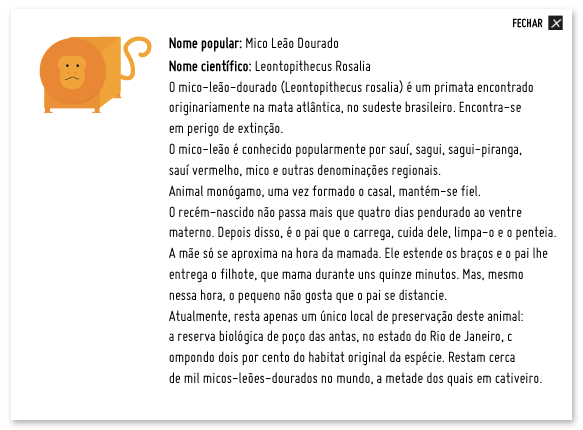 FECHAR
Nome popular: Mico Leão Dourado
Nome científico: Leontopithecus Rosalia
O mico-leão-dourado (Leontopithecus rosalia) é um primata encontrado
originariamente na mata atlântica, no sudeste brasileiro. Encontra-se
em perigo de extinção.
O mico-leão é conhecido popularmente por sauí, sagui, sagui-piranga,
sauí vermelho, mico e outras denominações regionais.
Animal monógamo, uma vez formado o casal, mantém-se fiel.
O recém-nascido não passa mais que quatro dias pendurado ao ventre
materno. Depois disso, é o pai que o carrega, cuida dele, limpa-o e o penteia.
A mãe só se aproxima na hora da mamada. Ele estende os braços e o pai lhe
entrega o filhote, que mama durante uns quinze minutos. Mas, mesmo
nessa hora, o pequeno não gosta que o pai se distancie.
Atualmente, resta apenas um único local de preservação deste animal:
a reserva biológica de poço das antas, no estado do Rio de Janeiro, c
ompondo dois por cento do habitat original da espécie. Restam cerca
de mil micos-leões-dourados no mundo, a metade dos quais em cativeiro.